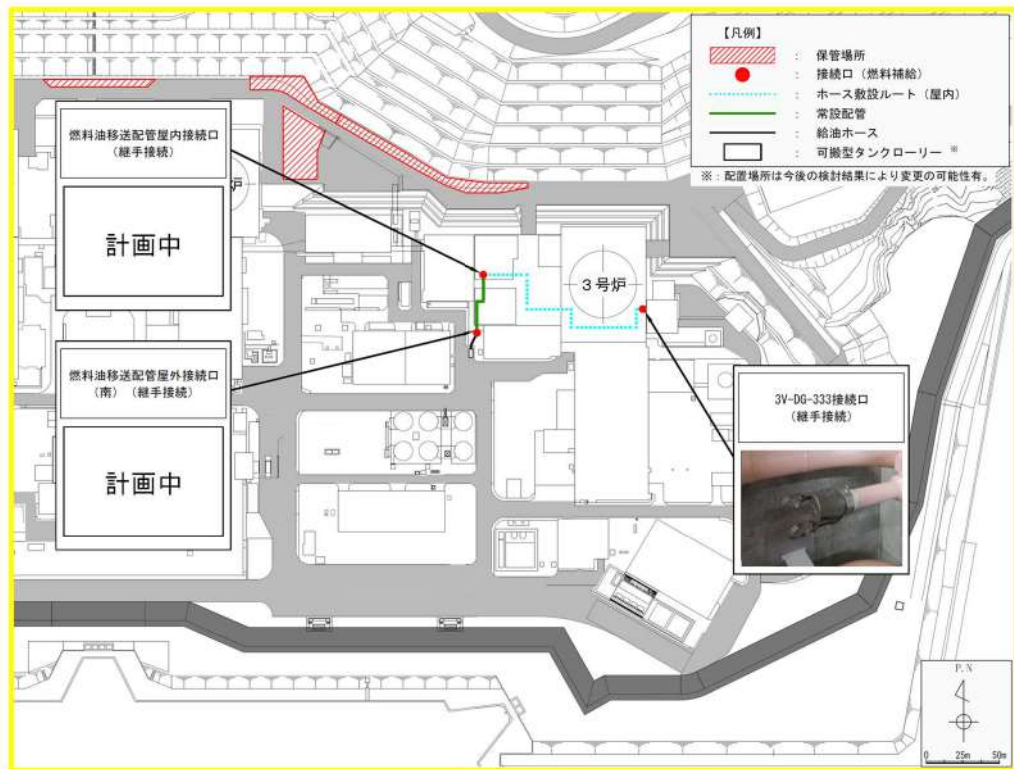 【凡例】
： 保管場所
： 接続口（燃料補給）
： ホース敷設ルート（屋内）
： 常設配管
： 給油ホース
： 可搬型タンクローリー ※
※：配置場所は今後の検討結果により変更の可能性有。
燃料油移送配管屋内接続口
（継手接続）
計画中
炉
３号炉
燃料油移送配管屋外接続口
（南）（継手接続）
計画中
3V-DG-333接続口
（継手接続）
P.N
0 25m 50m